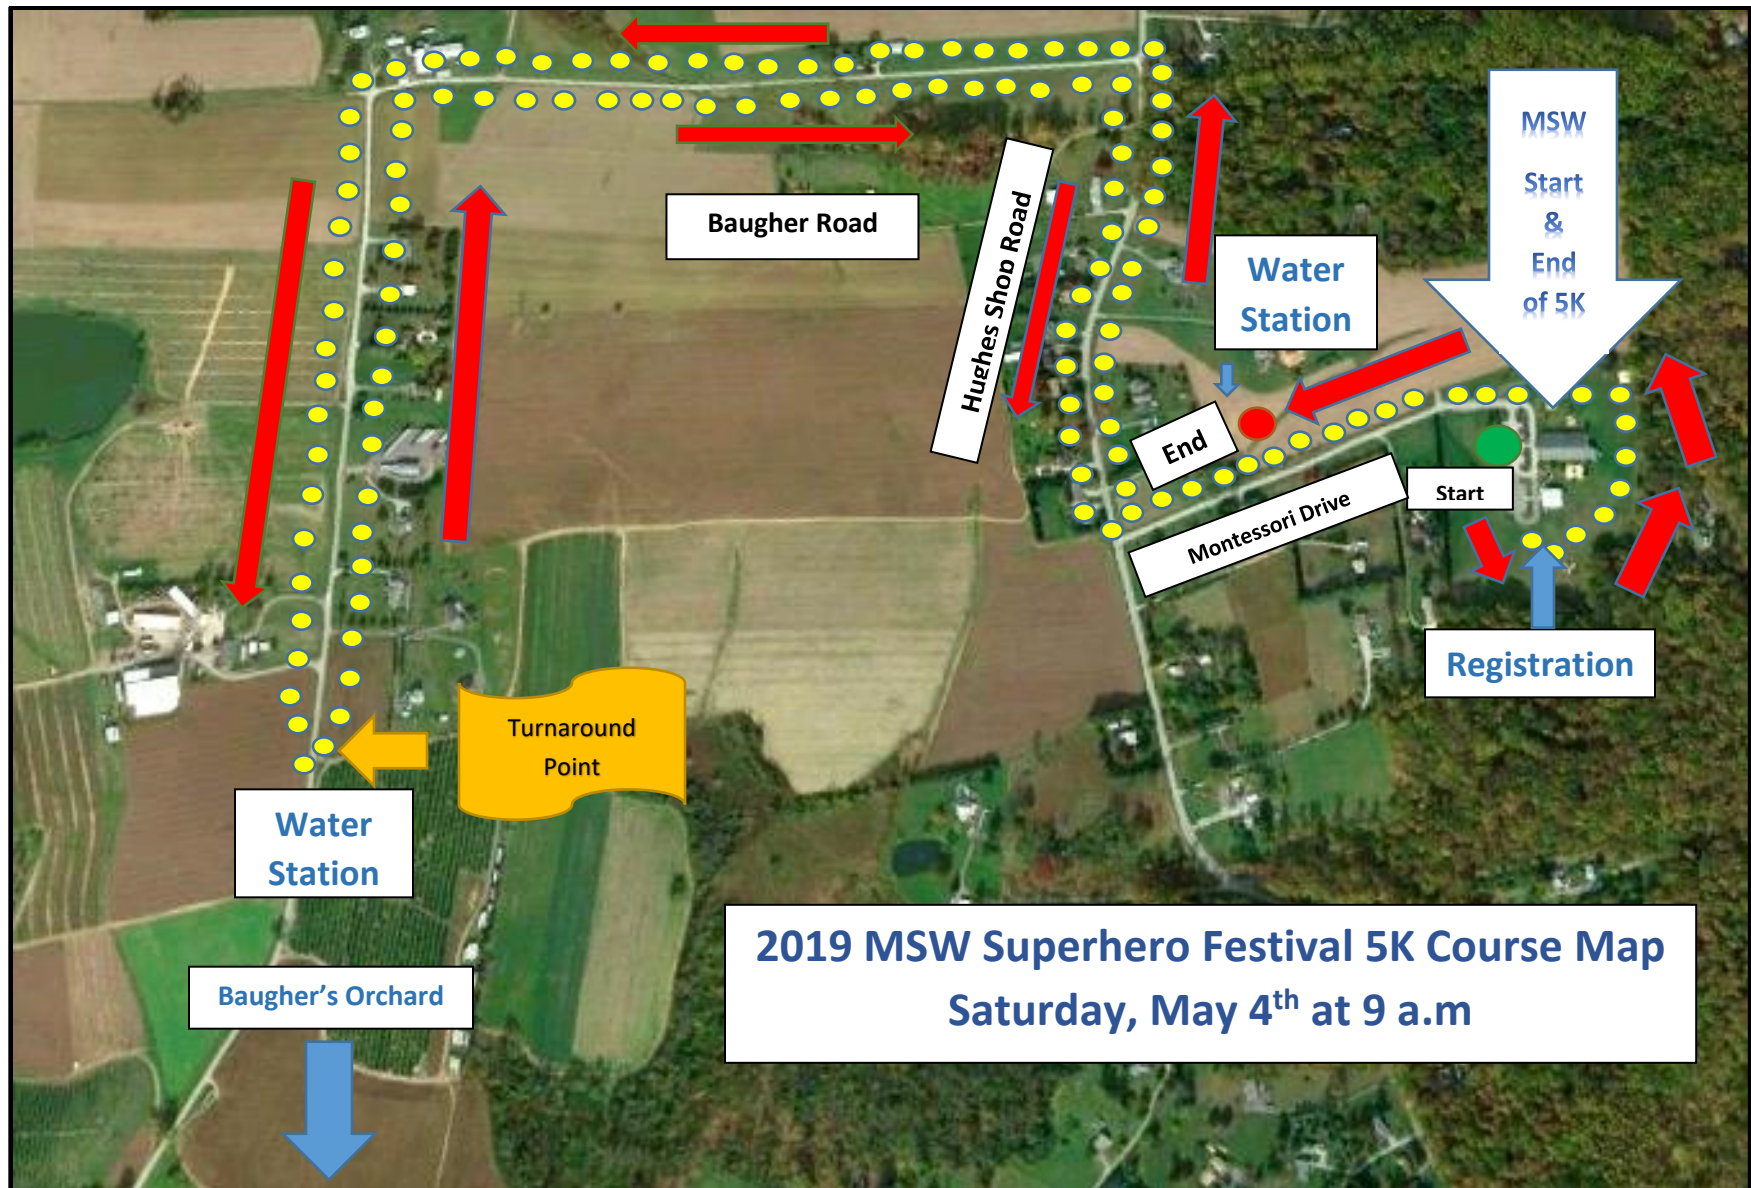 MSW
Start
&
End
of 5K
Baugher Road
Hughes Shop Road
Water
Station
End
Start
Montessori Drive
Registration
Turnaround
Point
Water
Station
Baugher’s Orchard
2019 MSW Superhero Festival 5K Course Map
Saturday, May 4th at 9 a.m